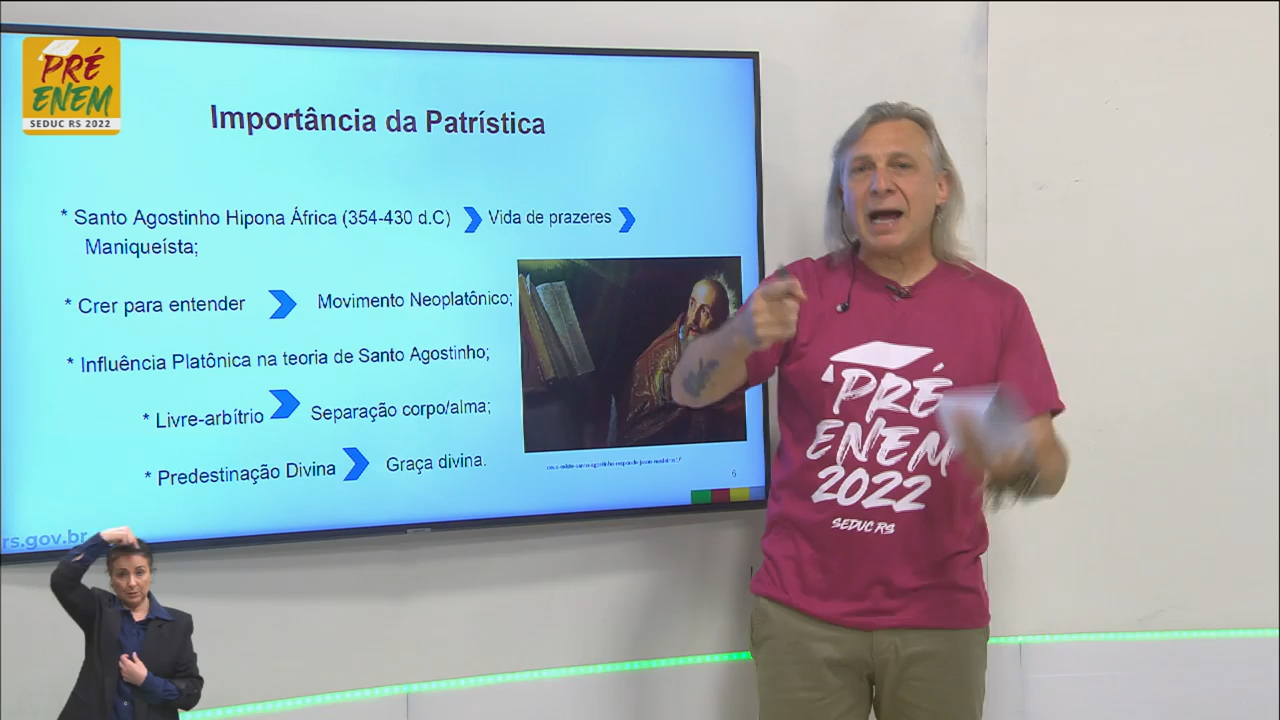 PRÉ
ENEM
SEDUC RS 2022
Importância da Patrística
* Santo Agostinho Hipona África (354-430 d.C) Vida de prazeres
Maniqueísta;
* Crer para entender Movimento Neoplatônico;
* Influência Platônica na teoria de Santo Agostinho;
* Livre-arbítrio Separação corpo/alma;
* Predestinação Divina Graça divina.
6
rs.gov.br
PRÉ
ENEM
2022
SEDUC RS